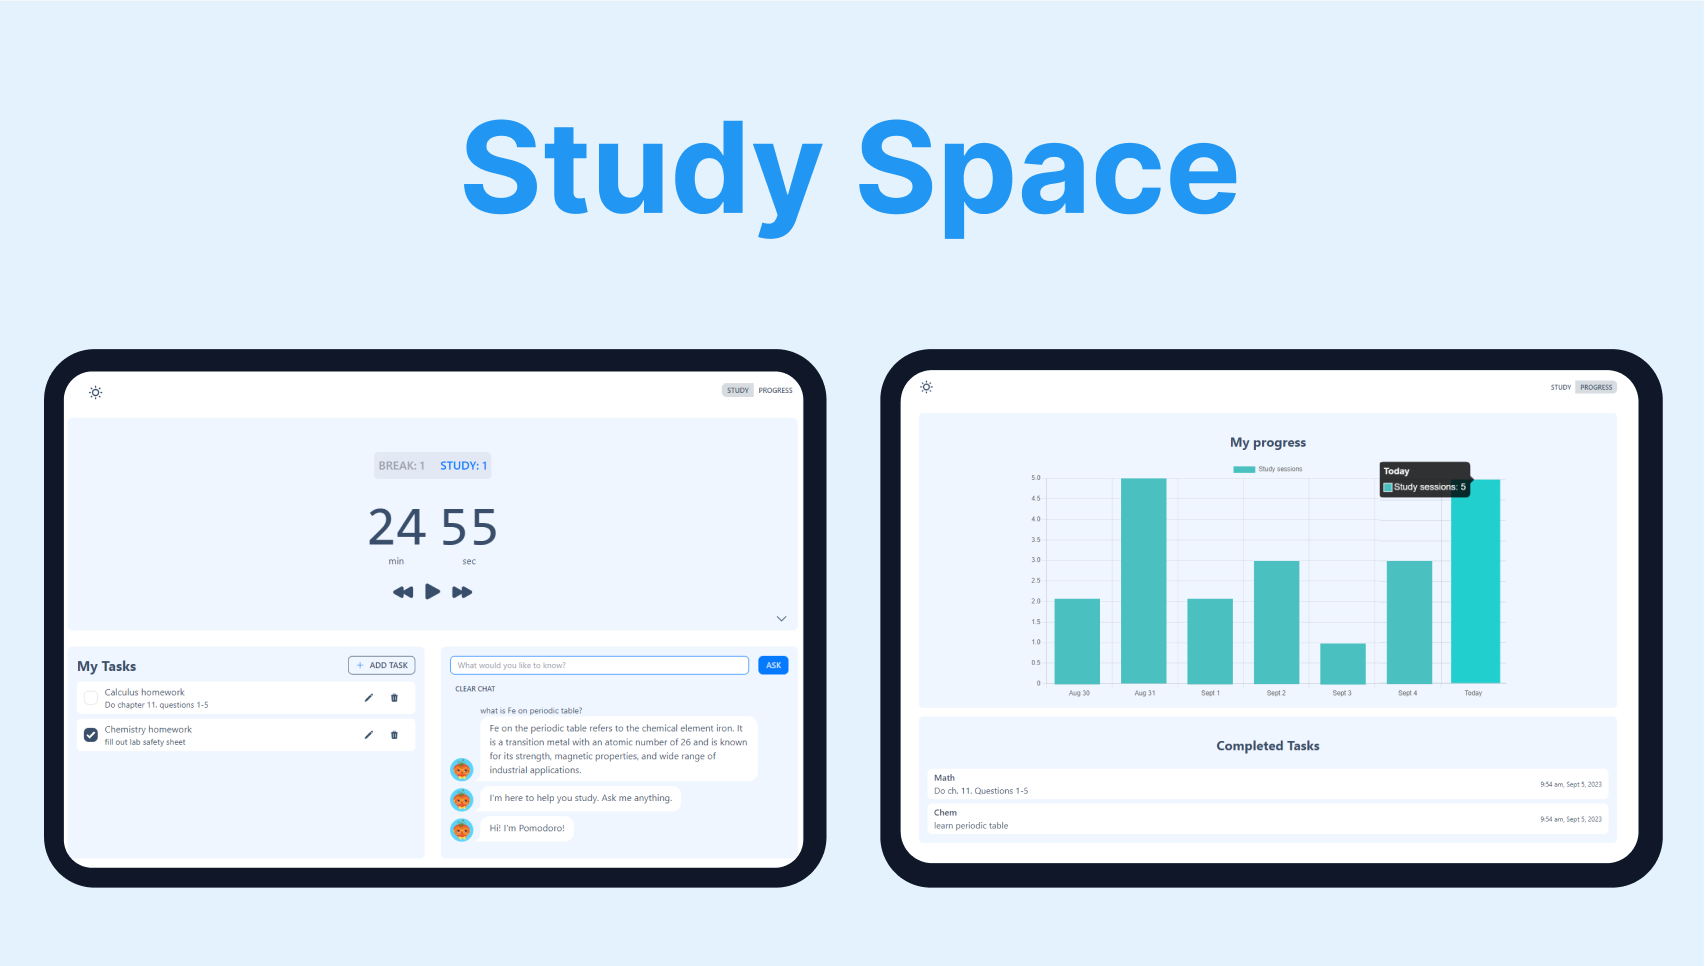 Study Space
STUDY PROGRESS
BREAK: 1 STUDY: 1
24 55
min sec
My Tasks
+ ADD TASK
Calculus homework
Do chapter 11. questions 1-5
Chemistry homework
fill out lab safety sheet
What would you like to know?
ASK
CLEAR CHAT
what is Fe on periodic table?
Fe on the periodic table refers to the chemical element iron. It
is a transition metal with an atomic number of 26 and is known
for its strength, magnetic properties, and wide range of
industrial applications.
I'm here to help you study. Ask me anything.
Hi! I'm Pomodoro!
STUDY PROGRESS
My progress
Study sessions
Today
Study sessions: 5
5.0
4.5
4.0
3.5
3.0
2.5
2.0
1.5
1.0
0.5
0
Aug 30 Aug 31 Sept 1 Sept 2 Sept 3 Sept 4 Today
Completed Tasks
Math
Do ch. 11. Questions 1-5
9:54 am, Sept 5, 2023
Chem
learn periodic table
9:54 am, Sept 5, 2023